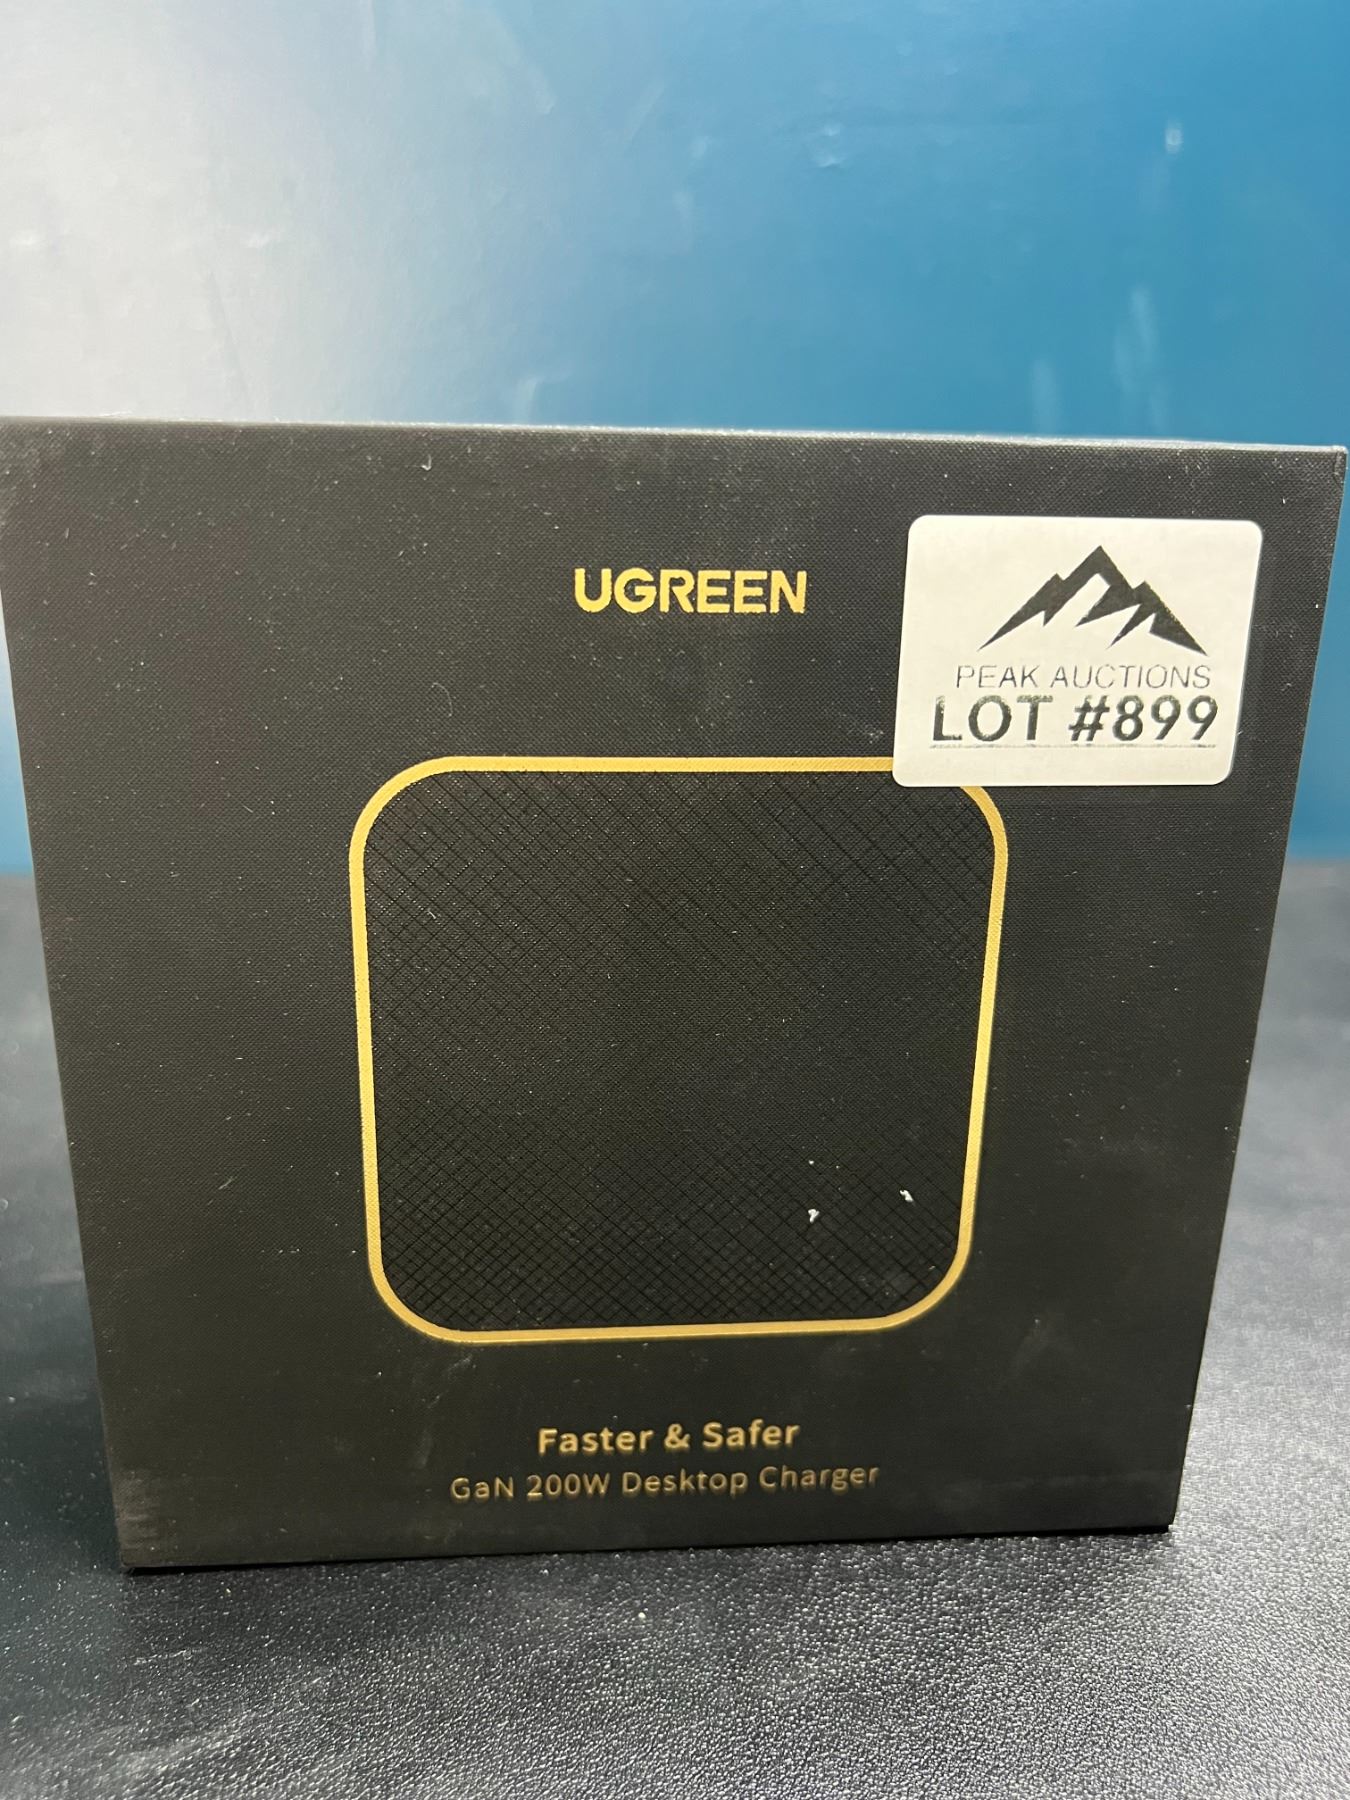 UGREEN
PEAK AUCTIONS
LOT #899
Faster & Safer
GaN 200W Desktop Charger